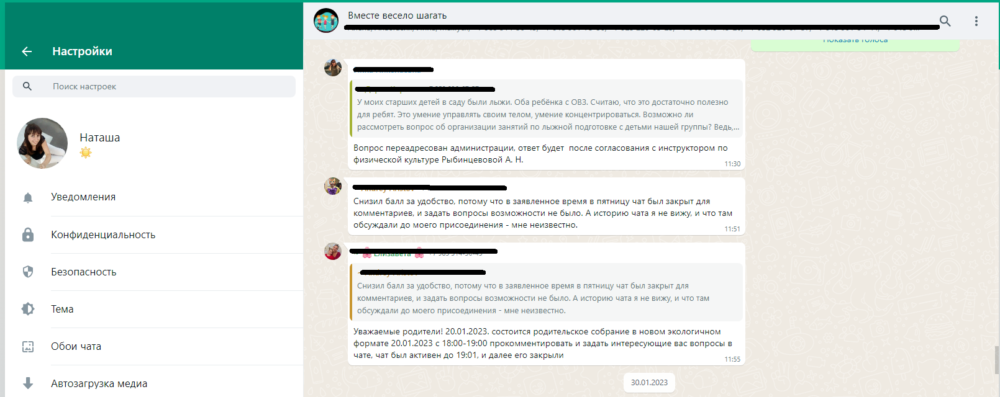 Настройки
Поиск настроек
Наташа
Уведомления
Конфиденциальность
Безопасность
Тема
Обои чата
Автозагрузка медиа
Вместе весело шагать
Показать голоса
У моих старших детей в саду были лыжи. Оба ребёнка с ОВЗ. Считаю, что это достаточно полезно
для ребят. Это умение управлять своим телом, умение концентрироваться. Возможно ли
рассмотреть вопрос об организации занятий по лыжной подготовке с детьми нашей группы? Ведь,...
Вопрос переадресован администрации, ответ будет после согласования с инструктором по
физической культуре Рыбинцевовой А. Н.
11:30
Снизил балл за удобство, потому что в заявленное время в пятницу чат был закрыт для
комментариев, и задать вопросы возможности не было. А историю чата я не вижу, и что там
обсуждали до моего присоединения - мне неизвестно.
11:51
Снизил балл за удобство, потому что в заявленное время в пятницу чат был закрыт для
комментариев, и задать вопросы возможности не было. А историю чата я не вижу, и что там
обсуждали до моего присоединения - мне неизвестно.
Уважаемые родители! 20.01.2023. состоится родительское собрание в новом экологичном
формате 20.01.2023 с 18:00-19:00 прокомментировать и задать интересующие вас вопросы в
чате, чат был активен до 19:01, и далее его закрыли
11:55
30.01.2023